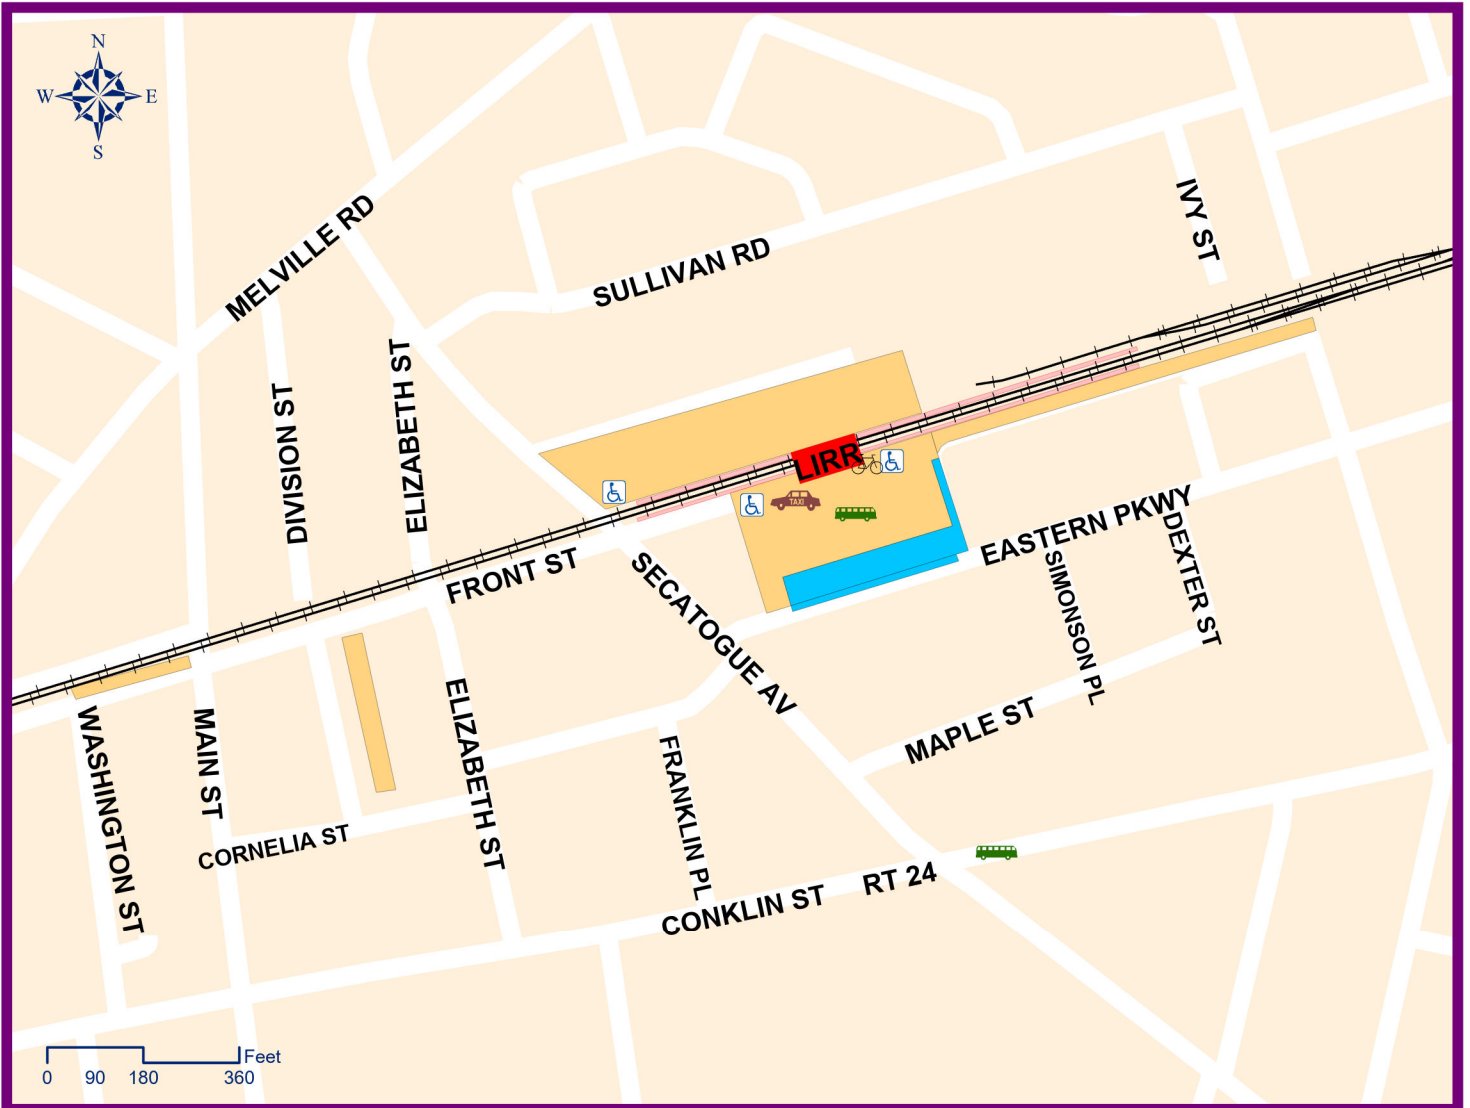 N
W E
S
MELVILLE RD
SULLIVAN RD
IVY ST
DIVISION ST
ELIZABETH ST
LIRR
TAXI
FRONT ST
SECATOGUE AV
EASTERN PKWY
SIMONSON PL
DEXTER ST
WASHINGTON ST
MAIN ST
ELIZABETH ST
FRANKLIN PL
MAPLE ST
CORNELIA ST
CONKLIN ST RT 24
Feet
0 90 180 360